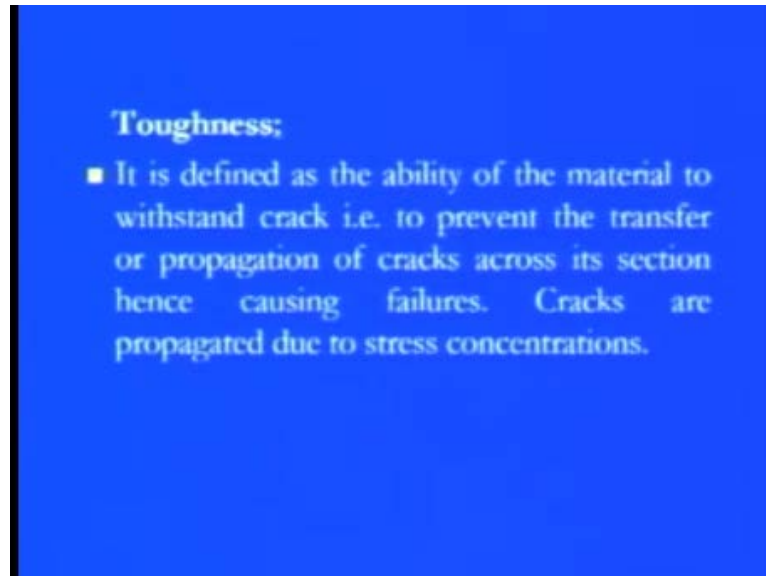 Toughness:
▪ It is defined as the ability of the material to
withstand crack i.e. to prevent the transfer
or propagation of cracks across its section
hence causing failures. Cracks are
propagated due to stress concentrations.